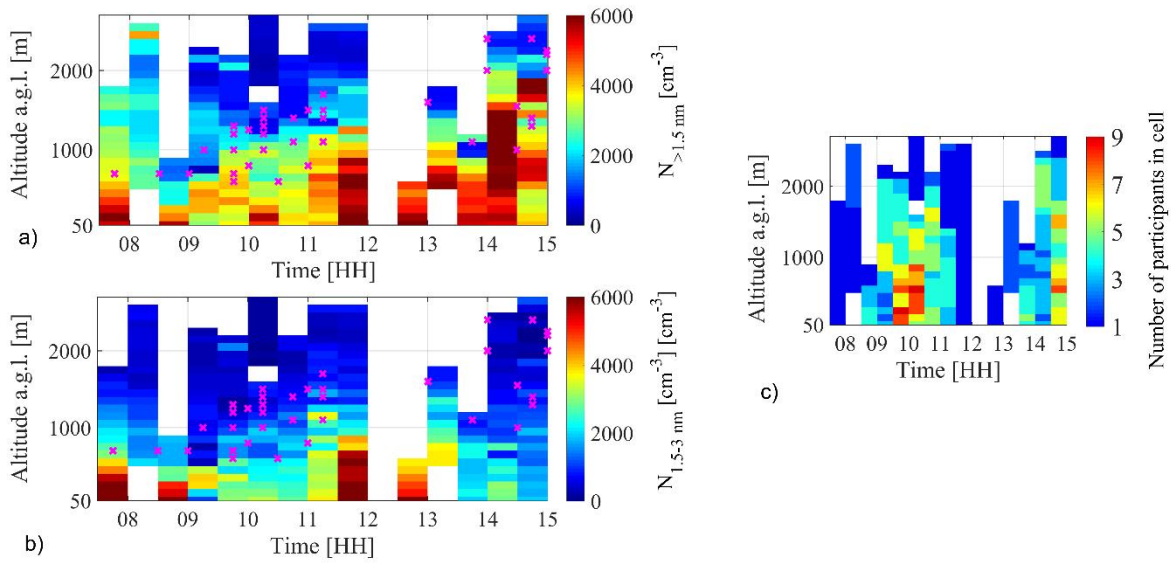 6000
4000
2000
0
N>1.5 nm [cm-3]
Altitude a.g.l. [m]
2000
1000
50
08 09 10 11 12 13 14 15
Time [HH]
a)
6000
4000
2000
0
N1.5-3 nm [cm-3] [cm-3]
Altitude a.g.l. [m]
2000
1000
50
08 09 10 11 12 13 14 15
Time [HH]
b)
Altitude a.g.l. [m]
2000
1000
50
08 09 10 11 12 13 14 15
Time [HH]
9
7
5
3
1
Number of participants in cell
c)